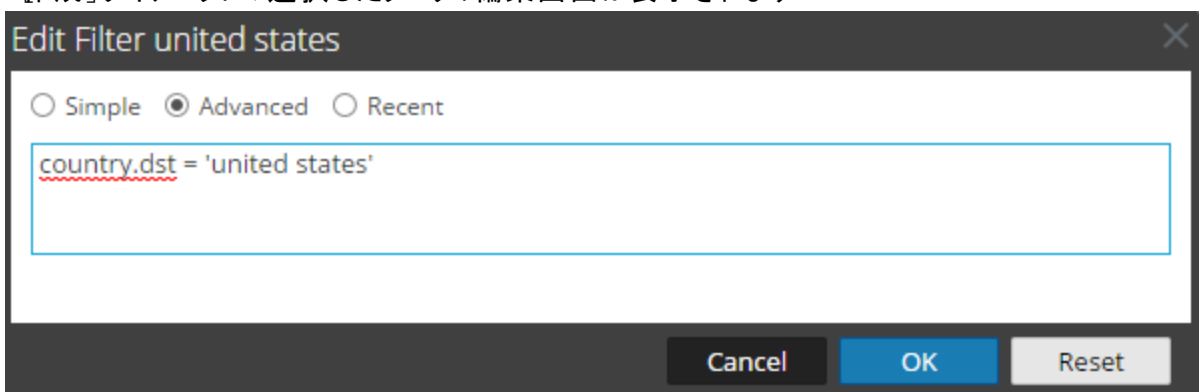 Edit Filter united states
Simple Advanced Recent
country.dst = 'united states'
Cancel OK Reset